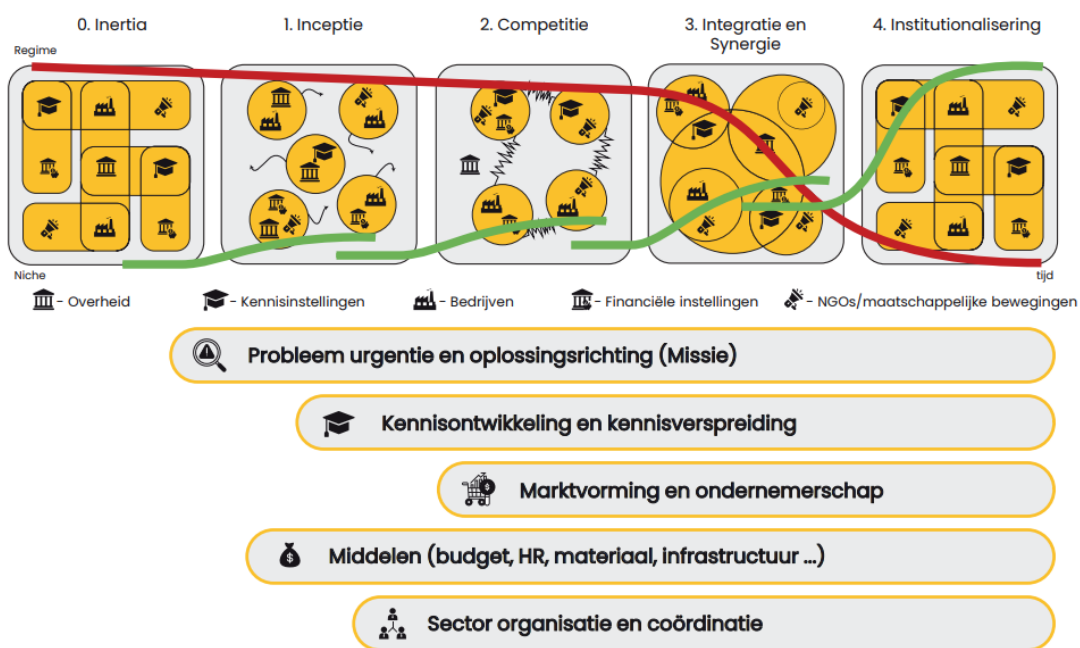 0. Inertia
1. Inceptie
2. Competitie
3. Integratie en
Synergie
4. Institutionalisering
Regime
Niche
tijd
- Overheid
- Kennisinstellingen
- Bedrijven
- Financiële instellingen
- NGOs/maatschappelijke bewegingen
Probleem urgentie en oplossingsrichting (Missie)
Kennisontwikkeling en kennisverspreiding
Marktvorming en ondernemerschap
Middelen (budget, HR, materiaal, infrastructuur ...)
Sector organisatie en coördinatie